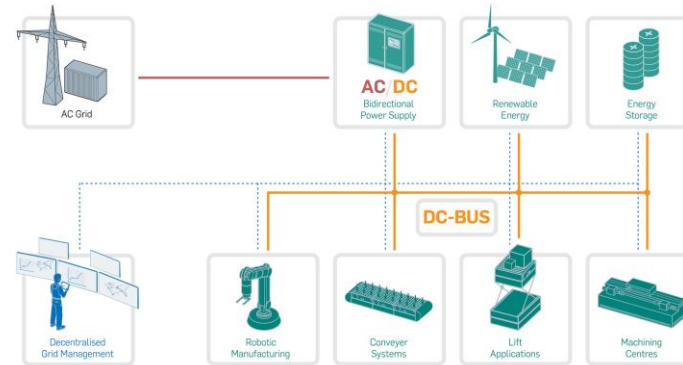 AC Grid
AC/DC
Bidirectional
Power Supply
Renewable
Energy
Energy
Storage
DC-BUS
Decentralised
Grid Management
Robotic
Manufacturing
Conveyer
Systems
Lift
Applications
Machining
Centres